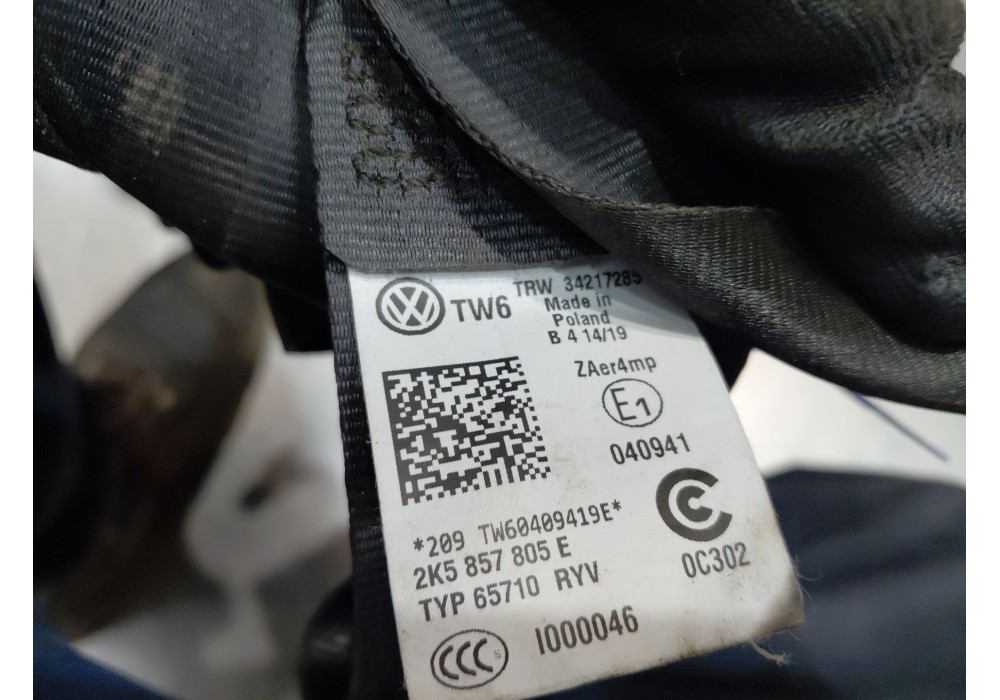 TW6
TRW 34217285
Made in
Poland
B 4 14/19
ZAer4mp
E1
040941
*209 TW60409419E*
2K5 857 805 E
TYP 65710 RYV
0C302
CCC S
I000046